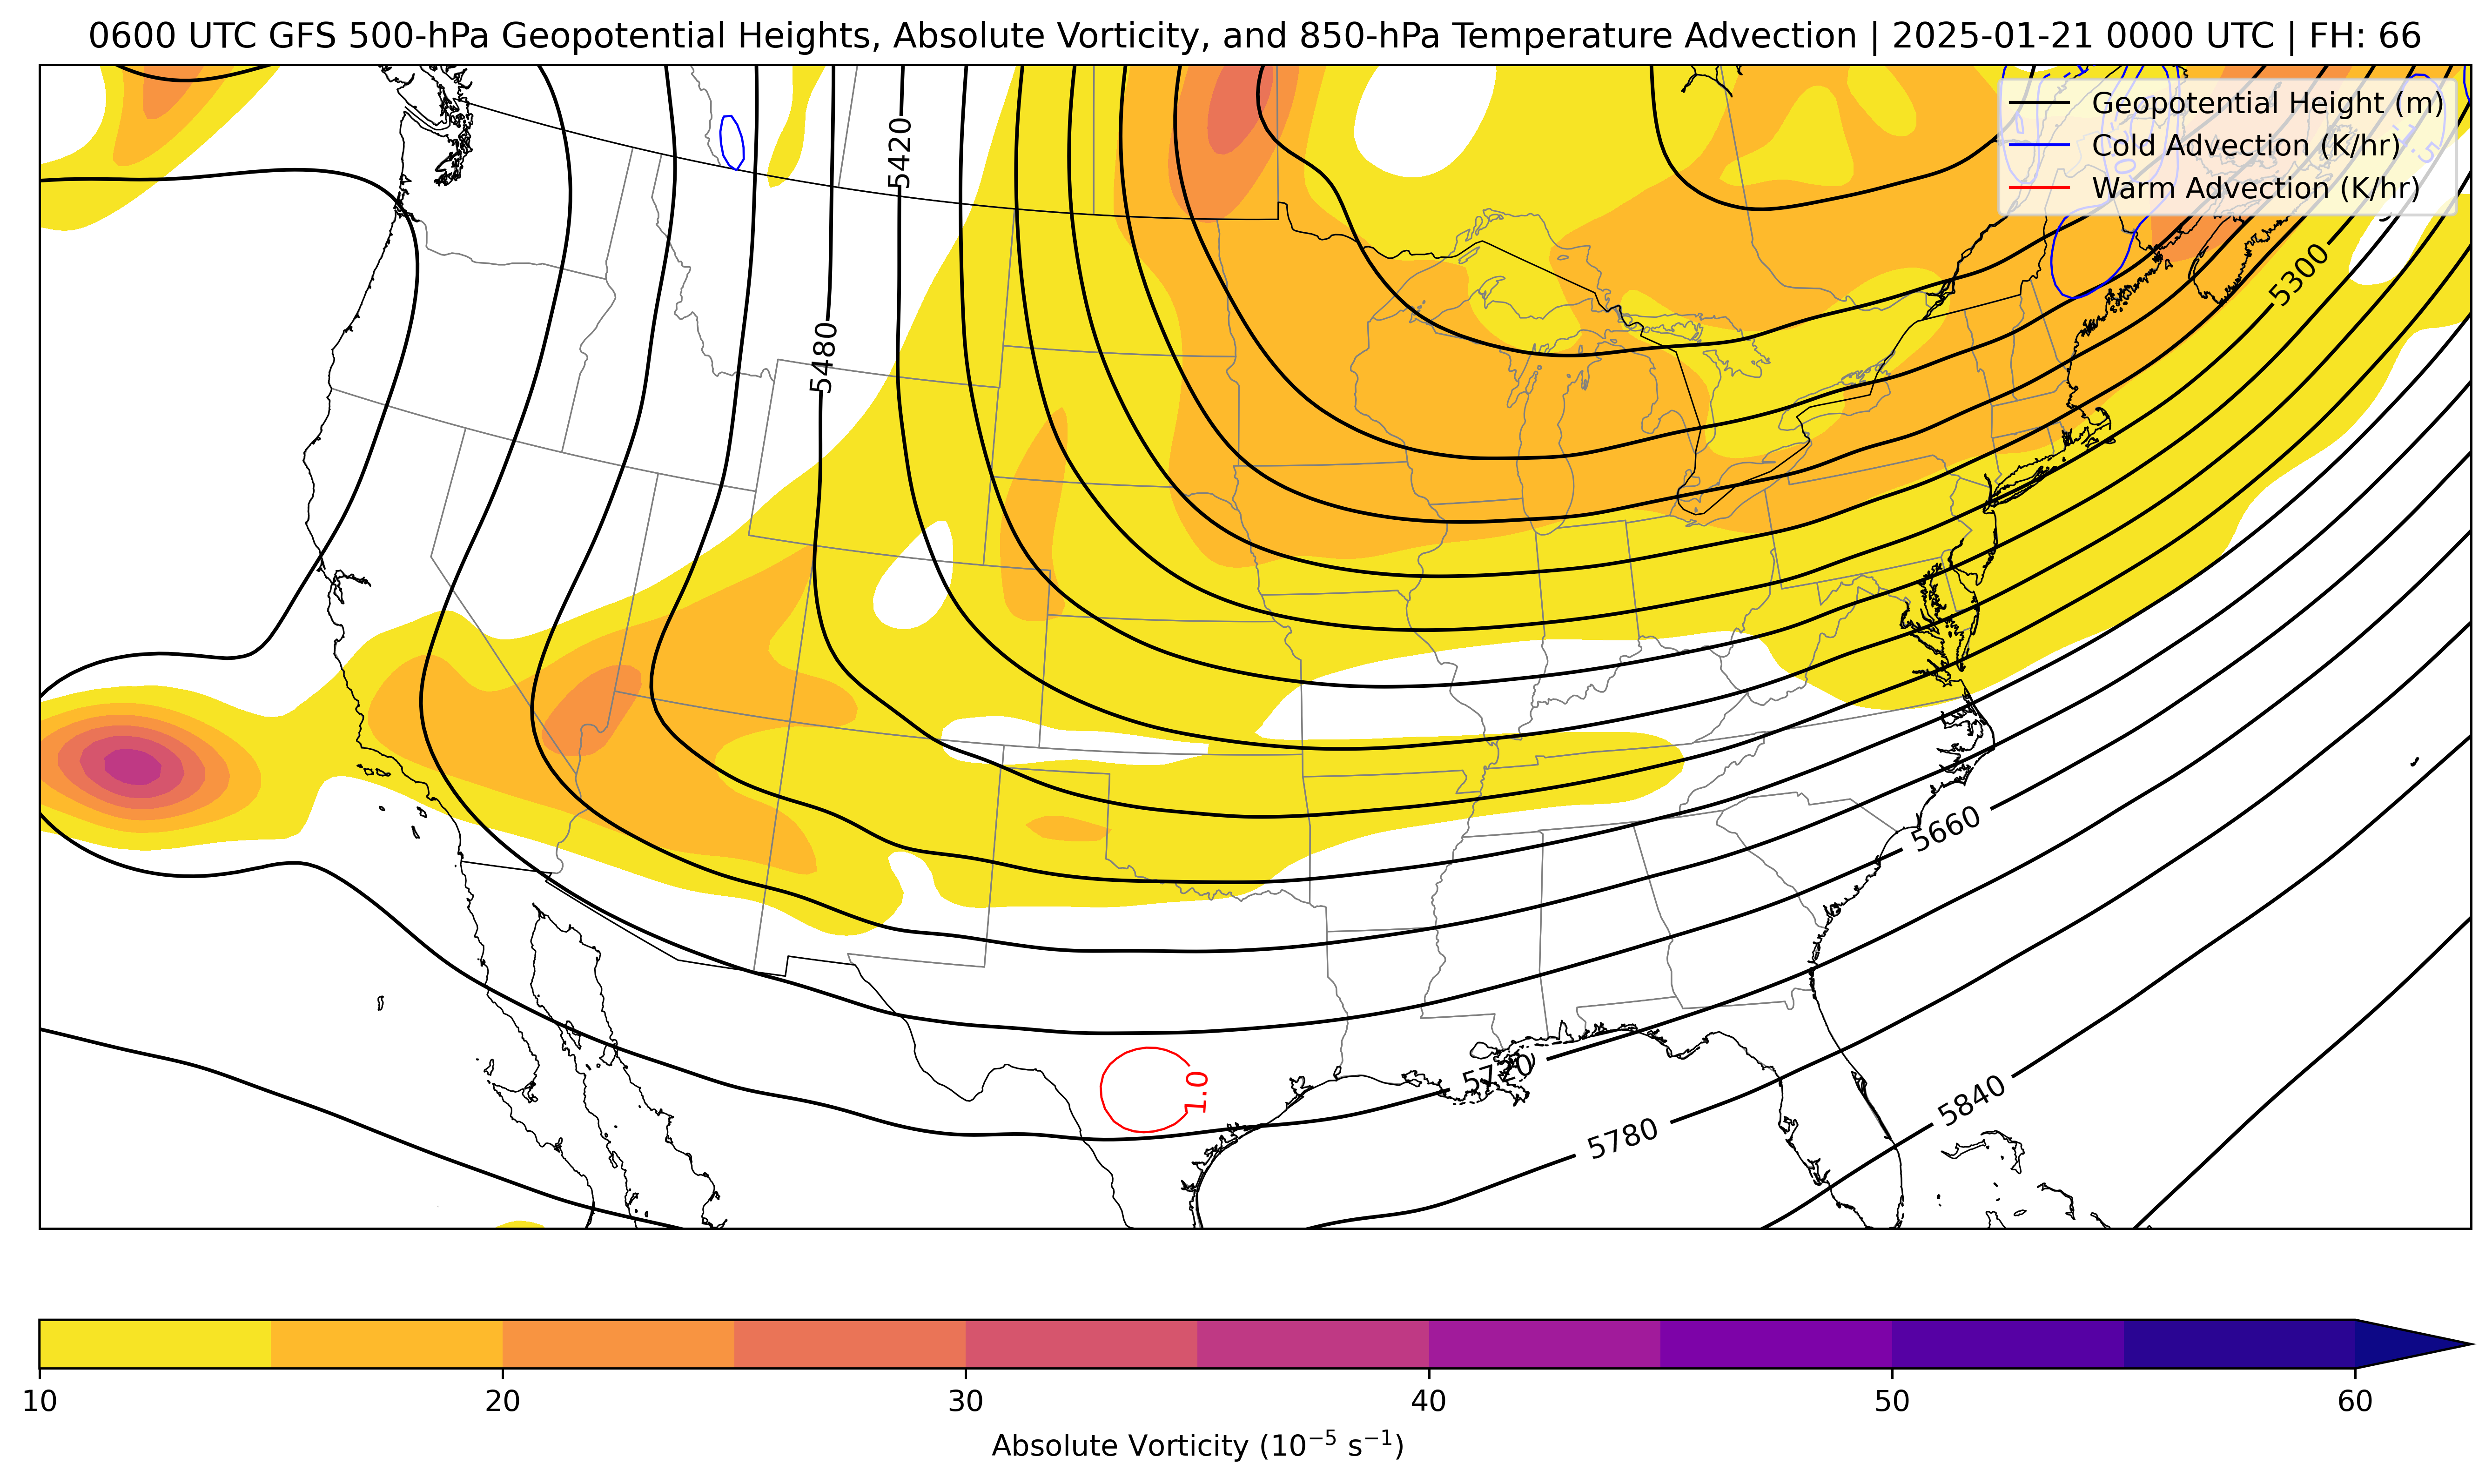 0600 UTC GFS 500-hPa Geopotential Heights, Absolute Vorticity, and 850-hPa Temperature Advection | 2025-01-21 0000 UTC | FH: 66
Geopotential Height (m)
Cold Advection (K/hr)
Warm Advection (K/hr)
5420
5300
5480
5660
5720
1.0
5780
5840
10 20 30 40 50 60
Absolute Vorticity (10⁻⁵ s⁻¹)